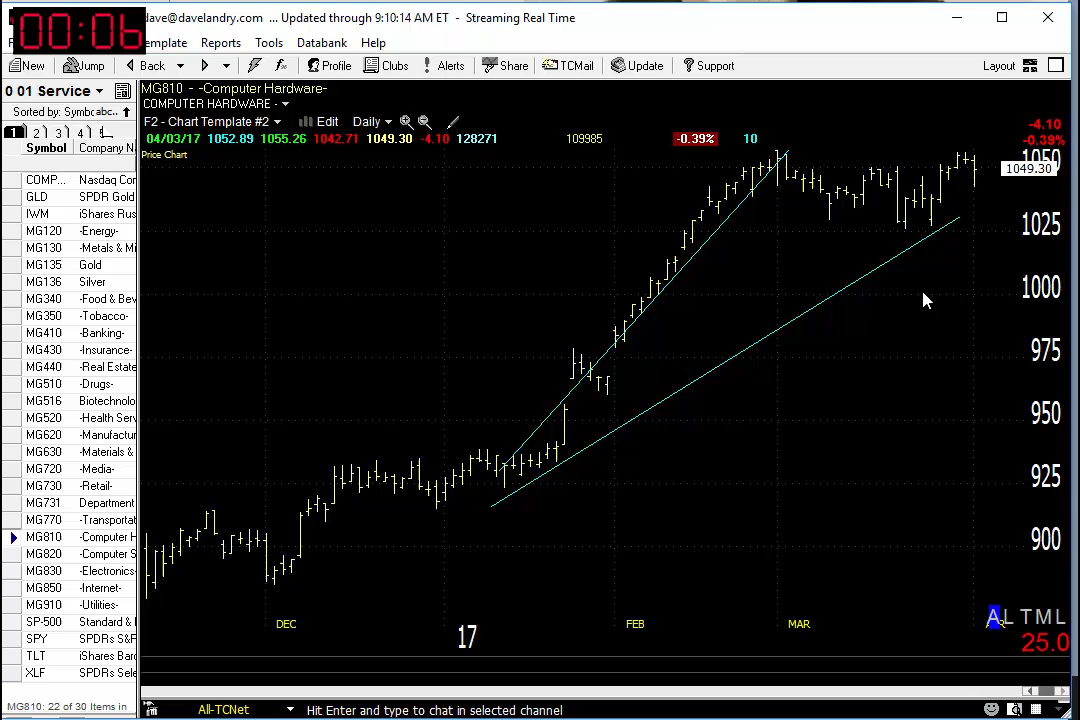 00:06
dave@davelandry.com ... Updated through 9:10:14 AM ET - Streaming Real Time
emplate Reports Tools Databank Help
New Jump Back Profile Clubs Alerts Share TCMail Update Support Layout
0 01 Service
Sorted by: Symbc abc..
1 2 3 4
Symbol Company N
COMP... Nasdaq Cor
GLD SPDR Gold
IWM iShares Rus
MG120 -Energy-
MG130 -Metals & Mi
MG135 Gold
MG136 Silver
MG340 -Food & Bev
MG350 -Tobacco-
MG410 -Banking-
MG430 -Insurance-
MG440 -Real Estate
MG510 -Drugs-
MG516 Biotechnolo
MG520 -Health Serv
MG620 -Manufactur
MG630 -Materials &
MG720 -Media-
MG730 -Retail-
MG731 Department
MG770 -Transportat
MG810 -Computer H
MG820 -Computer S
MG830 -Electronics-
MG850 -Internet-
MG910 -Utilities-
SP-500 Standard &
SPY SPDRs S&F
TLT iShares Barc
XLF SPDRs Sele
MG810: 22 of 30 Items in
MG810 - -Computer Hardware-
COMPUTER HARDWARE -
F2 - Chart Template #2 Edit Daily
04/03/17 1052.89 1055.26 1042.71 1049.30 -4.10 128271 109985 -0.39% 10
Price Chart
-4.10
-0.39%
1050
1049.30
1025
1000
975
950
925
900
DEC 17 FEB MAR
A L T M L
25.0
All-TCNet Hit Enter and type to chat in selected channel